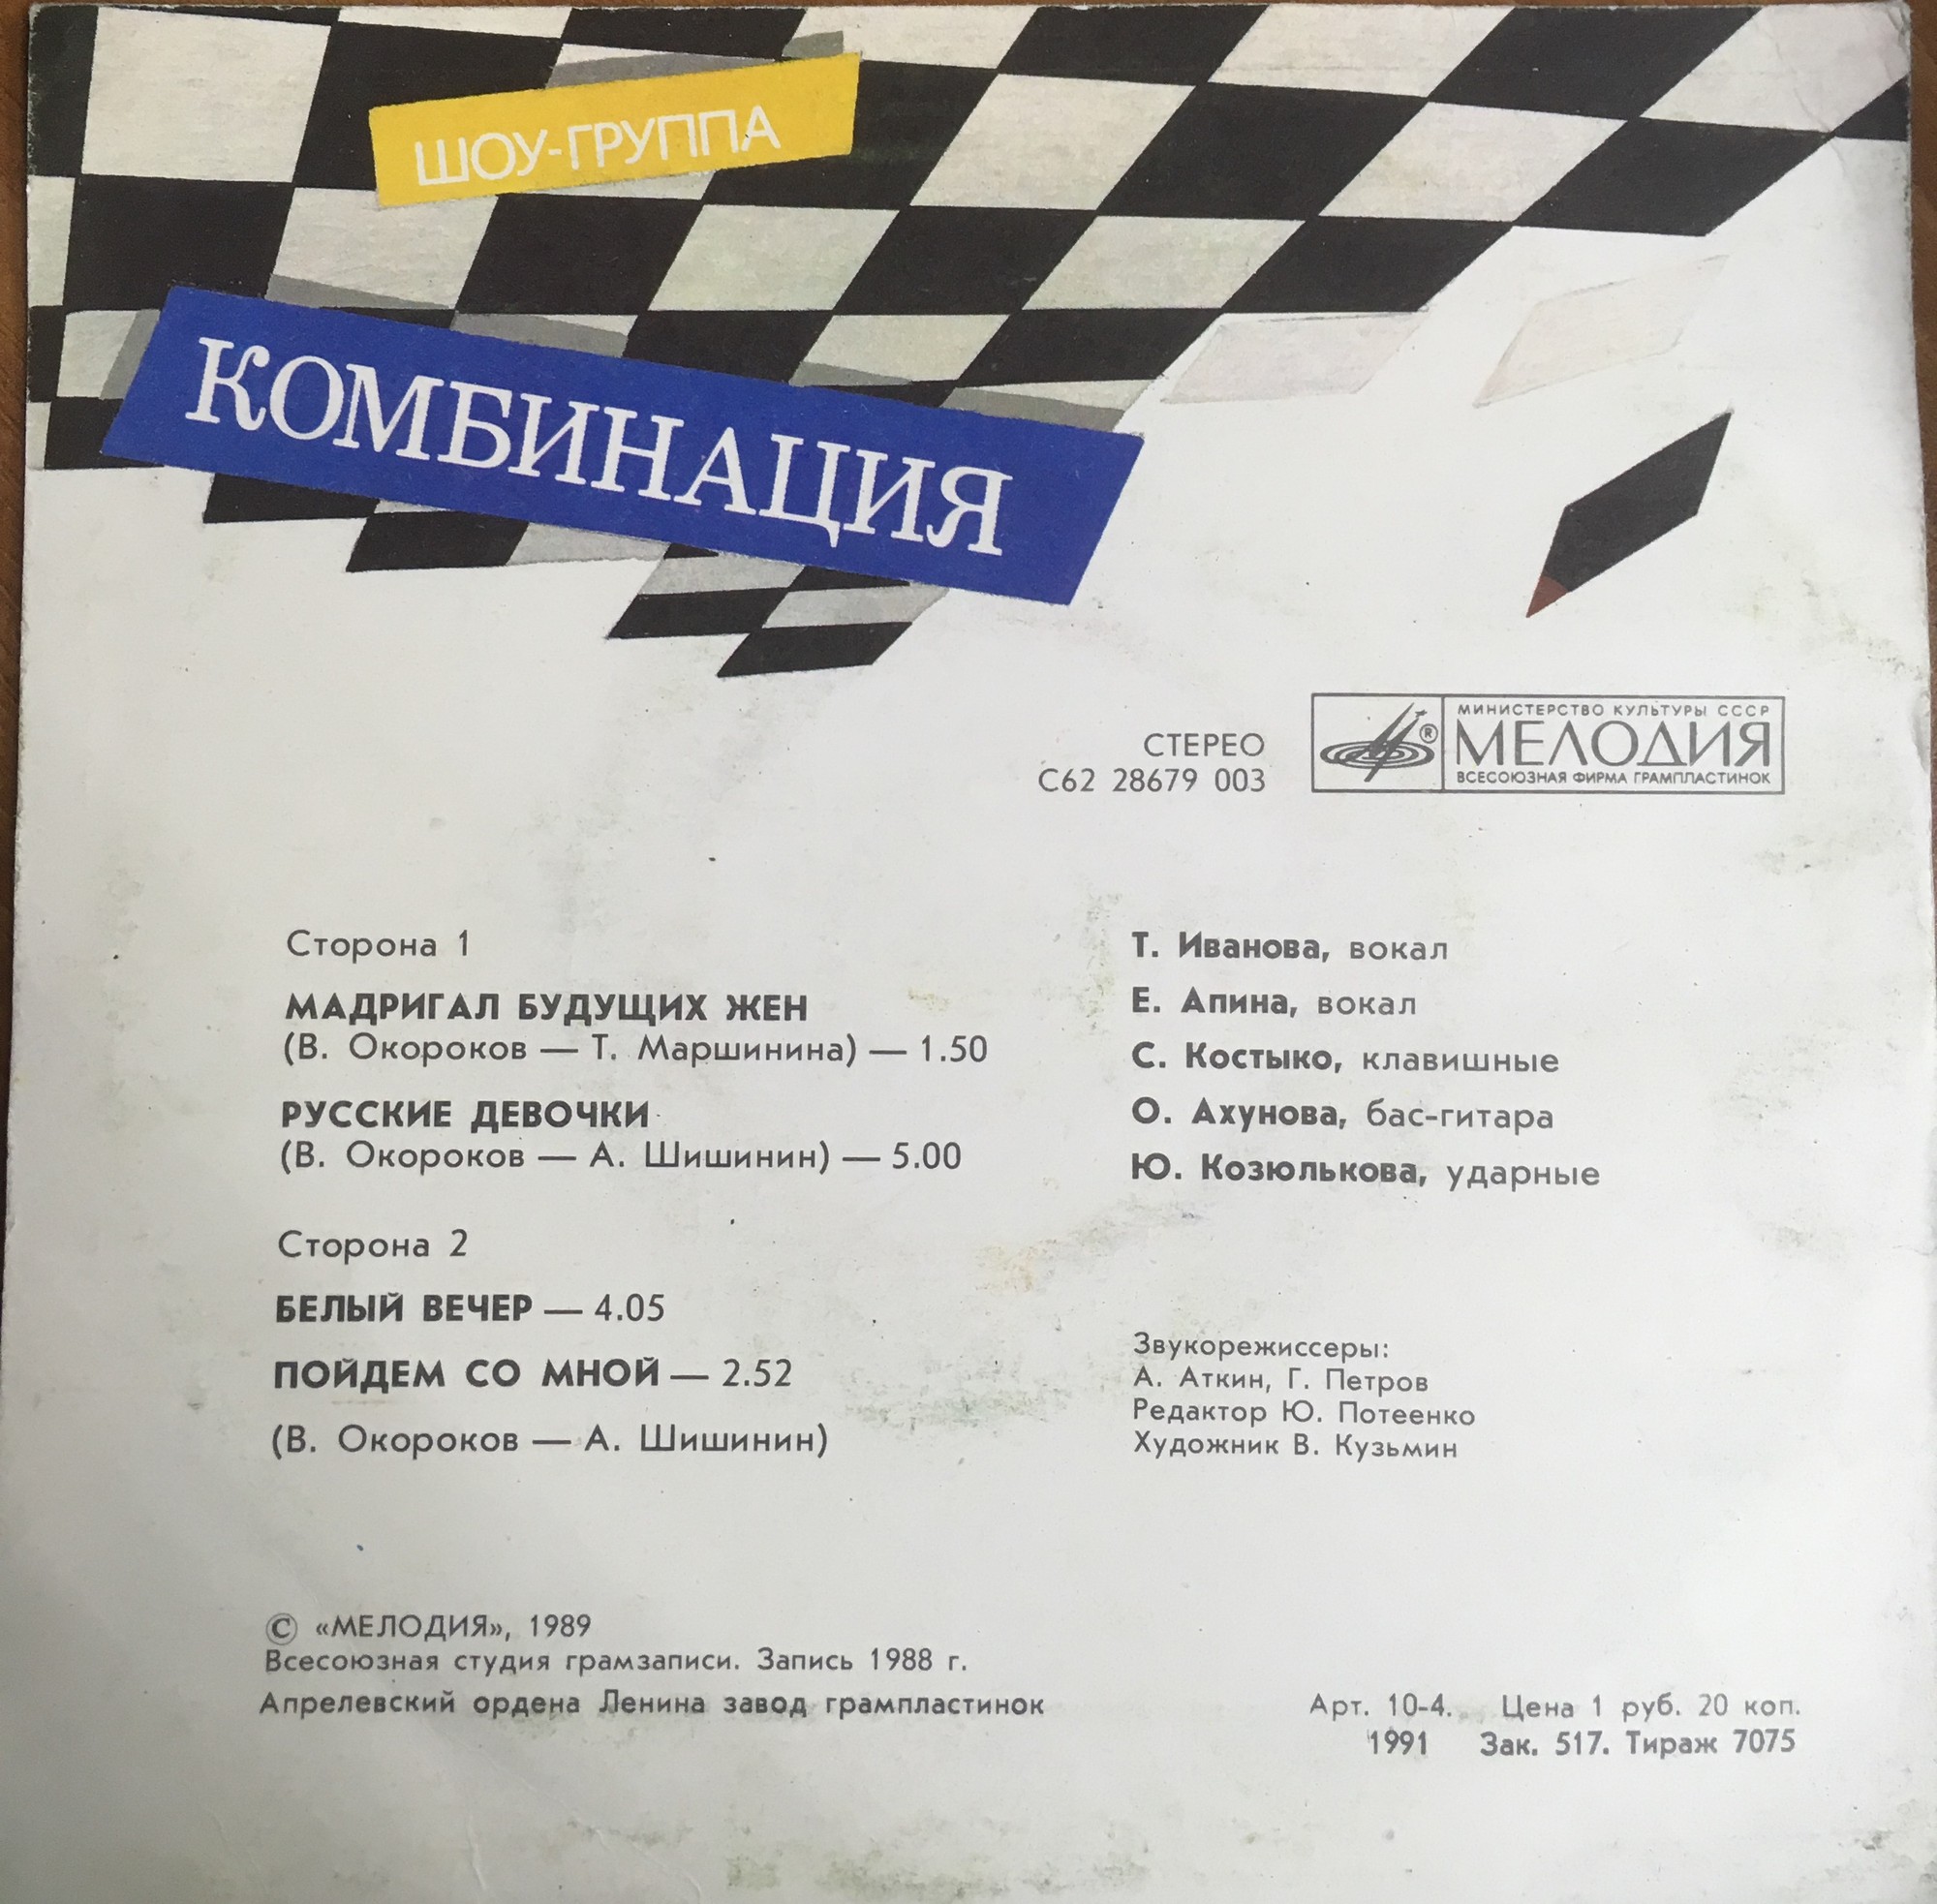 ШОУ-ГРУППА
КОМБИНАЦИЯ
СТЕРЕО
С62 28679 003
МИНИСТЕРСТВО КУЛЬТУРЫ СССР
МЕЛОДИЯ
ВСЕСОЮЗНАЯ ФИРМА ГРАМПЛАСТИНОК
®
Сторона 1
МАДРИГАЛ БУДУЩИХ ЖЕН
(В. Окороков — Т. Маршинина) — 1.50
РУССКИЕ ДЕВОЧКИ
(В. Окороков — А. Шишинин) — 5.00
Сторона 2
БЕЛЫЙ ВЕЧЕР — 4.05
ПОЙДЕМ СО МНОЙ — 2.52
(В. Окороков — А. Шишинин)
Т. Иванова, вокал
Е. Апина, вокал
С. Костыко, клавишные
О. Ахунова, бас-гитара
Ю. Козюлькова, ударные
Звукорежиссеры:
А. Аткин, Г. Петров
Редактор Ю. Потеенко
Художник В. Кузьмин
© «МЕЛОДИЯ», 1989
Всесоюзная студия грамзаписи. Запись 1988 г.
Апрелевский ордена Ленина завод грампластинок
Арт. 10-4. Цена 1 руб. 20 коп.
1991 Зак. 517. Тираж 7075